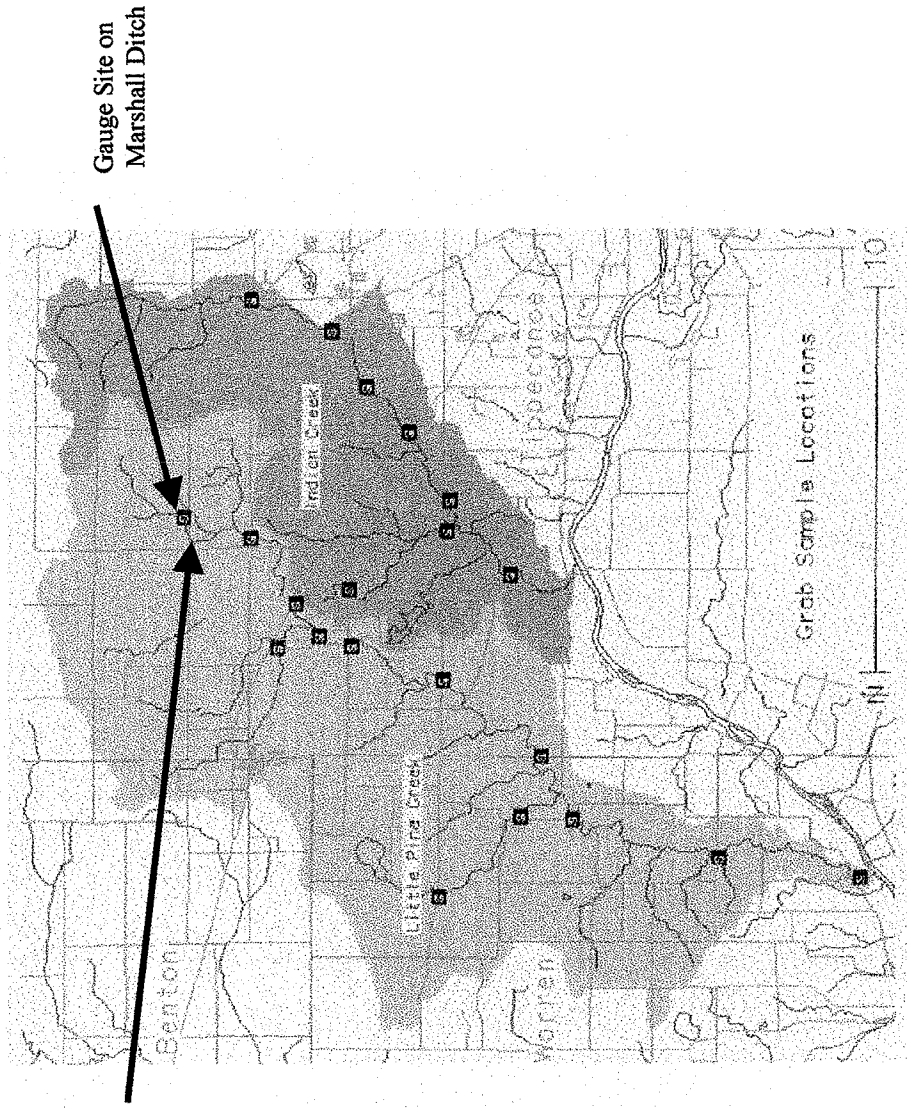 Gauge Site on
Marshall Ditch
Benton
Indian Creek
Tippecanoe
Little Pine Creek
Warren
Grab Sample Locations
N
10
G
S
S
S
S
S
S
S
S
S
S
S